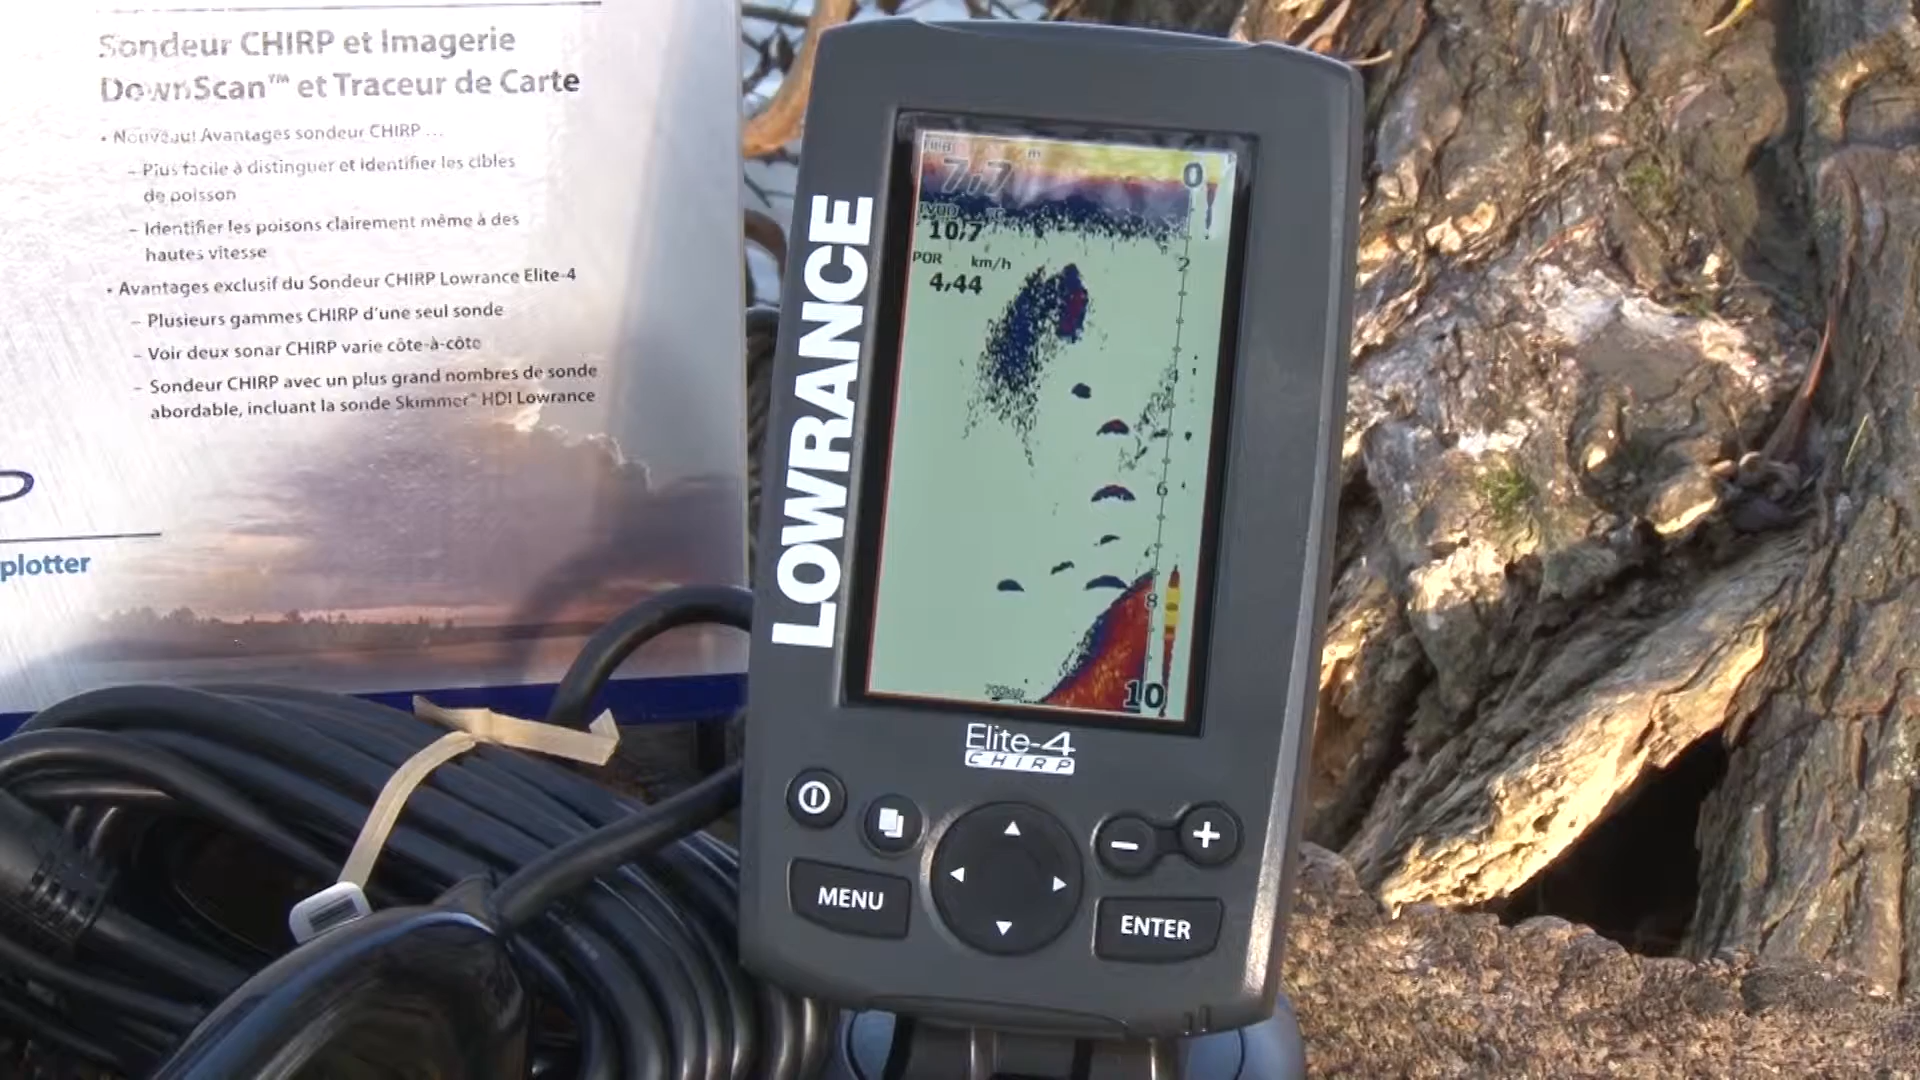 Sondeur CHIRP et Imagerie
DownScan™ et Traceur de Carte
• Nouveau! Avantages sondeur CHIRP ...
– Plus facile à distinguer et identifier les cibles
de poisson
– Identifier les poisons clairement même à des
hautes vitesse
• Avantages exclusif du Sondeur CHIRP Lowrance Elite-4
– Plusieurs gammes CHIRP d'une seul sonde
– Voir deux sonar CHIRP varie côte-à-côte
– Sondeur CHIRP avec un plus grand nombres de sonde
abordable, incluant la sonde Skimmer® HDI Lowrance
plotter
LOWRANCE
7,7 m
0
10,7
POR km/h
4,44
2
4
6
8
10
200kHz
Elite-4
CHIRP
MENU
ENTER